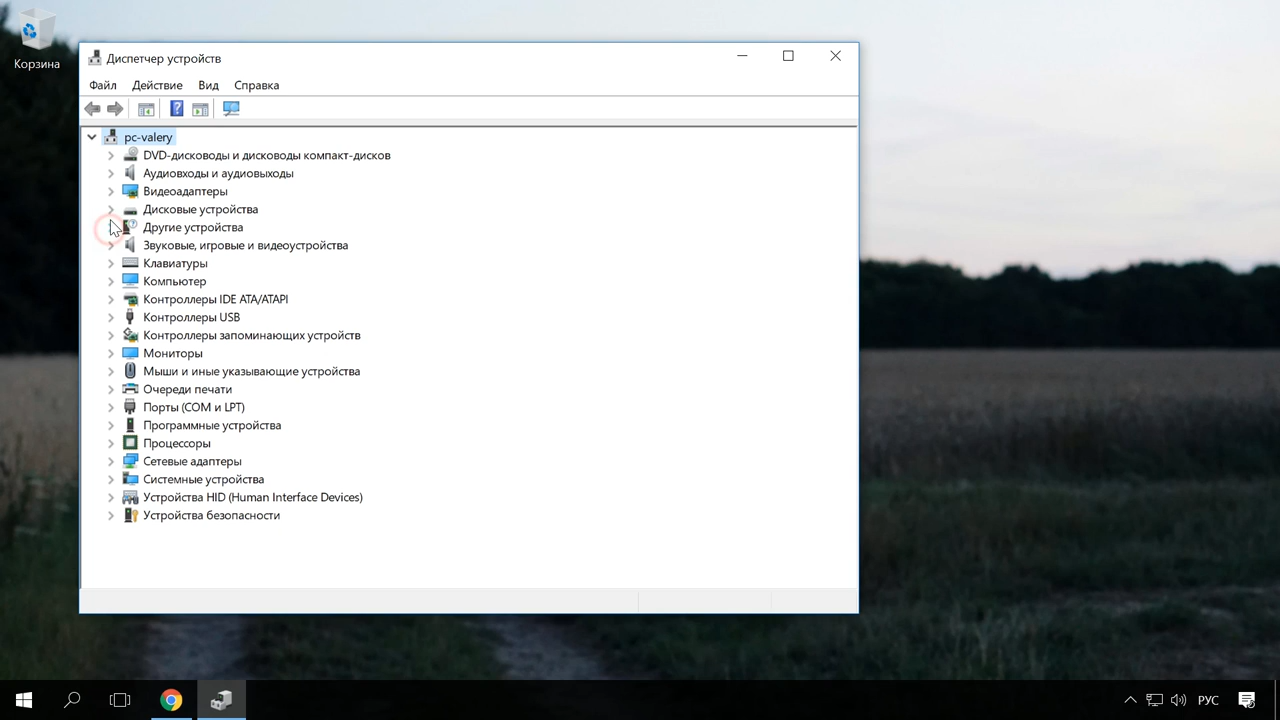 Корзина
Диспетчер устройств
Файл Действие Вид Справка
pc-valery
DVD-дисководы и дисководы компакт-дисков
Аудиовходы и аудиовыходы
Видеоадаптеры
Дисковые устройства
Другие устройства
Звуковые, игровые и видеоустройства
Клавиатуры
Компьютер
Контроллеры IDE ATA/ATAPI
Контроллеры USB
Контроллеры запоминающих устройств
Мониторы
Мыши и иные указывающие устройства
Очереди печати
Порты (COM и LPT)
Программные устройства
Процессоры
Сетевые адаптеры
Системные устройства
Устройства HID (Human Interface Devices)
Устройства безопасности
РУС